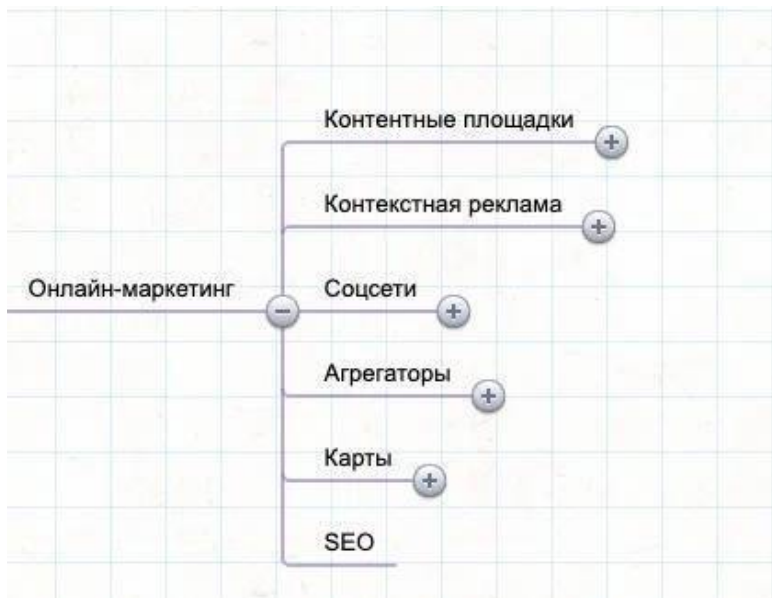 Контентные площадки
Контекстная реклама
Онлайн-маркетинг
Соцсети
Агрегаторы
Карты
SEO